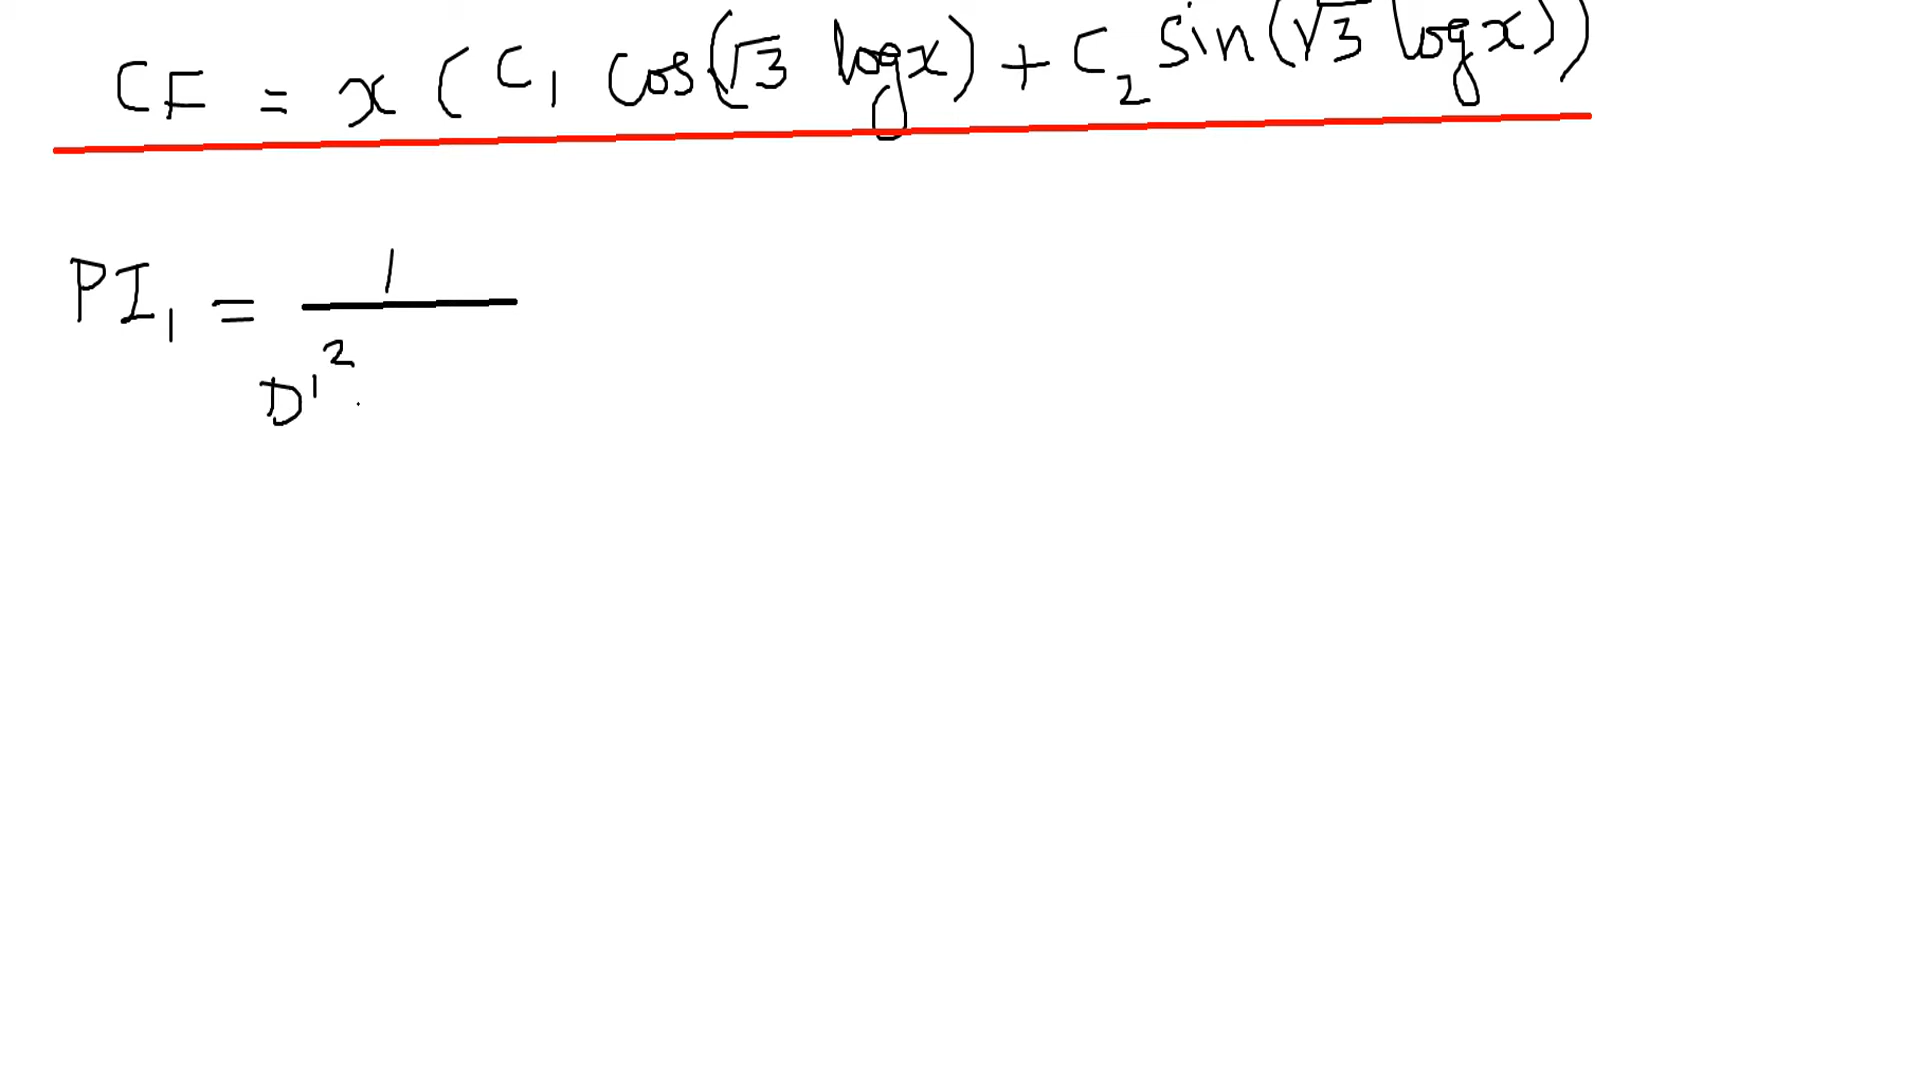 CF = x ( C₁ cos(√3 logx) + C₂ sin(√3 logx))
PI₁ = 1
D'²